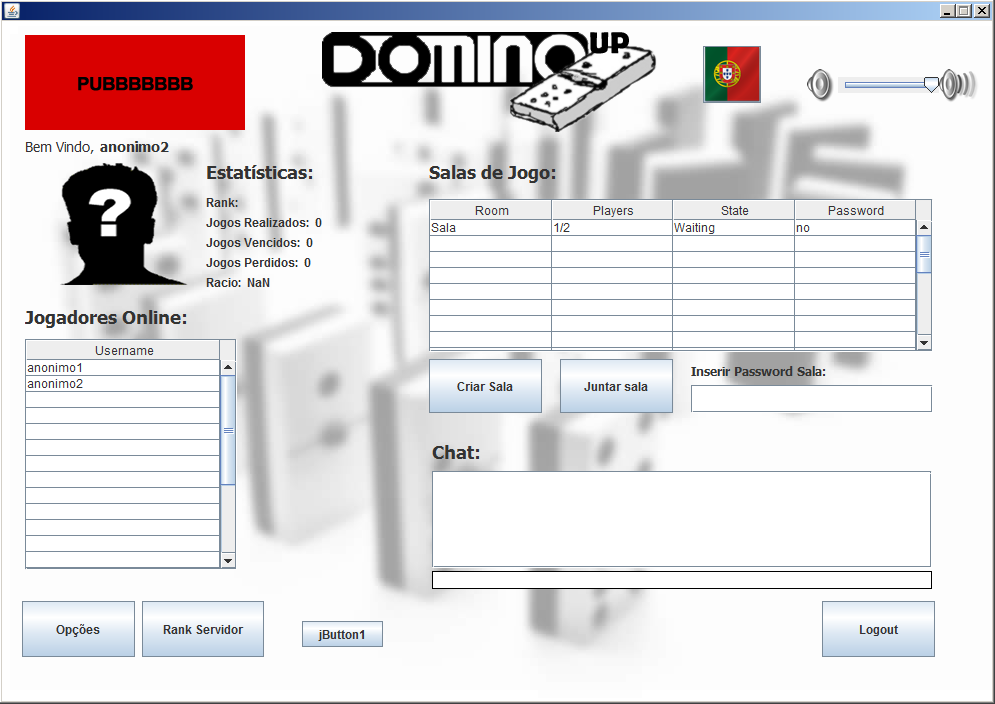 PUBBBBBBB
DOMINO UP
Bem Vindo, anonimo2
?
Estatísticas:
Rank:
Jogos Realizados: 0
Jogos Vencidos: 0
Jogos Perdidos: 0
Racio: NaN
Jogadores Online:
Username
anonimo1
anonimo2
Salas de Jogo:
Room Players State Password
Sala 1/2 Waiting no
Criar Sala
Juntar sala
Inserir Password Sala:
Chat:
Opções
Rank Servidor
jButton1
Logout